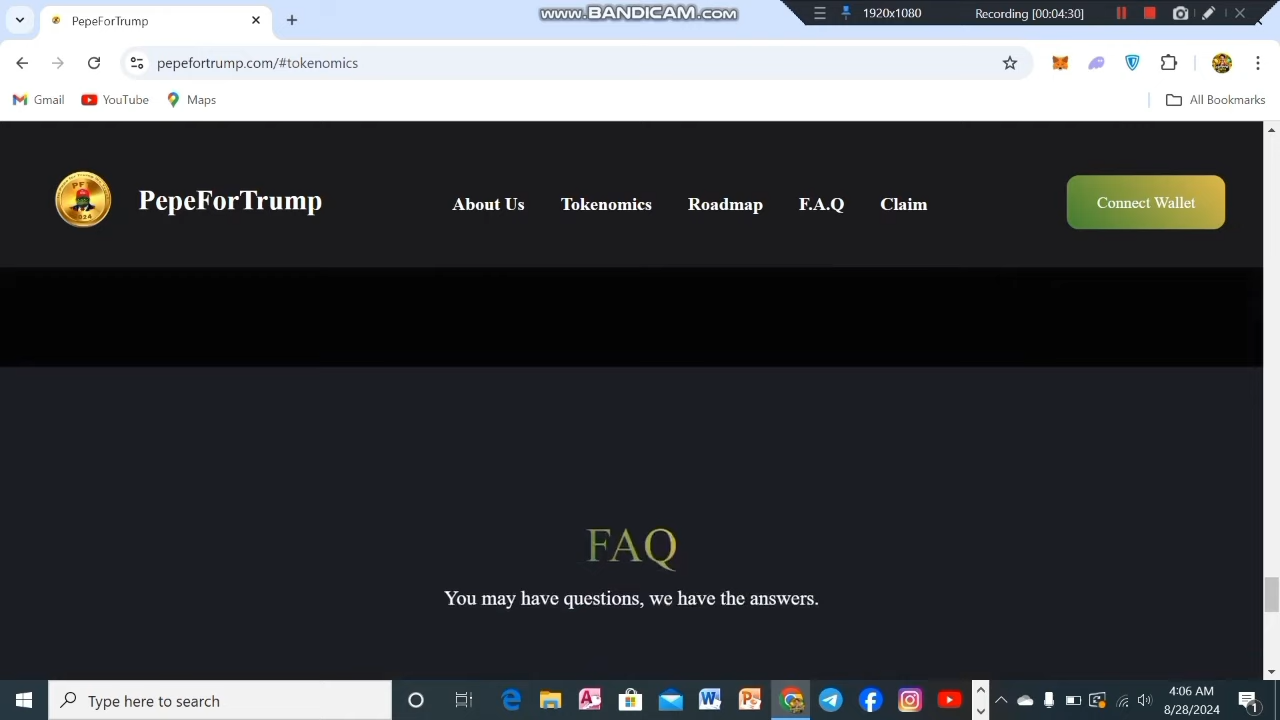 PepeForTrump
www.BANDICAM.com
1920x1080
Recording [00:04:30]
pepefortrump.com/#tokenomics
Gmail
YouTube
Maps
All Bookmarks
PepeForTrump
About Us
Tokenomics
Roadmap
F.A.Q
Claim
Connect Wallet
FAQ
You may have questions, we have the answers.
Type here to search
4:06 AM
8/28/2024
1